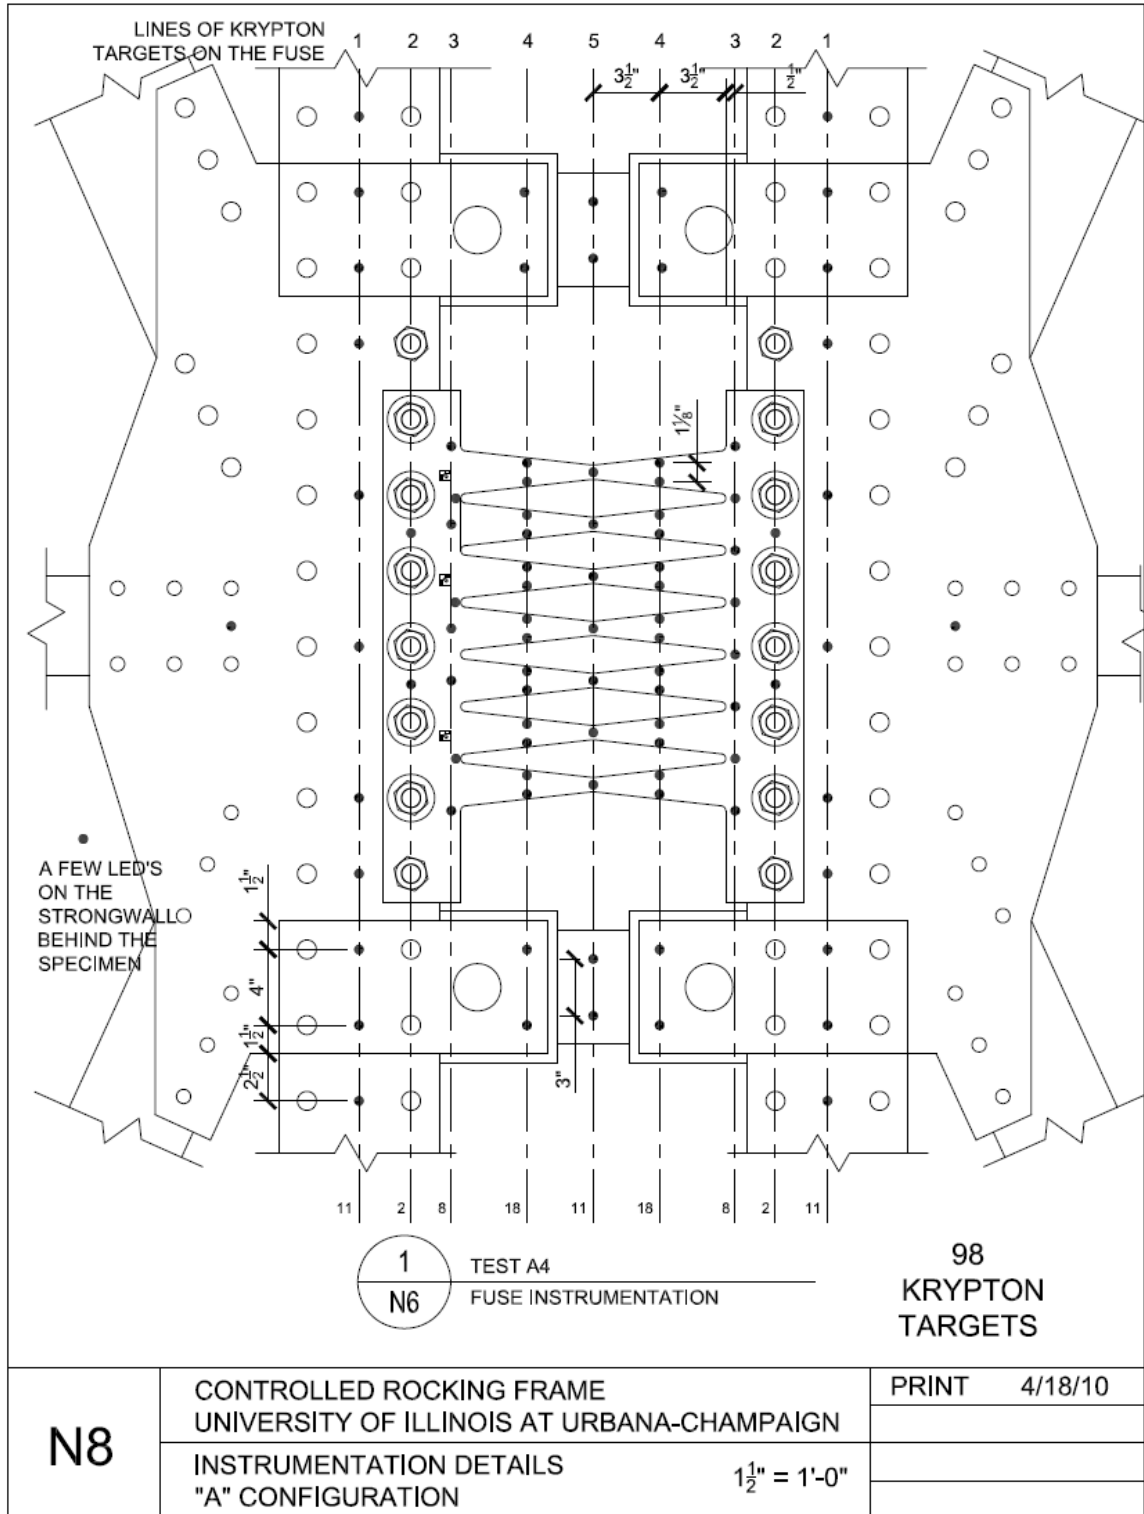 LINES OF KRYPTON
TARGETS ON THE FUSE
1 2 3 4 5 4 3 2 1
3½" 3½" ½"
1⅛"
A FEW LED'S
ON THE
STRONGWALL
BEHIND THE
SPECIMEN
1½"
4"
1½"
2½"
3"
11 2 8 18 11 18 8 2 11
1
N6
TEST A4
FUSE INSTRUMENTATION
98
KRYPTON
TARGETS
N8
CONTROLLED ROCKING FRAME
UNIVERSITY OF ILLINOIS AT URBANA-CHAMPAIGN
INSTRUMENTATION DETAILS
"A" CONFIGURATION
1½" = 1'-0"
PRINT 4/18/10